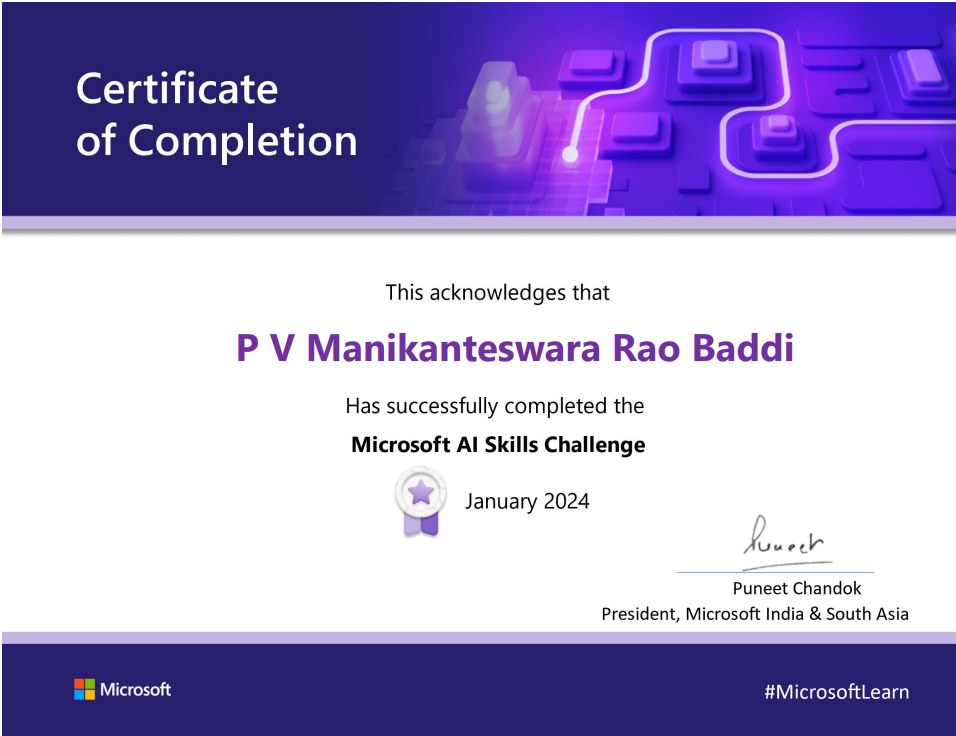 Certificate
of Completion
This acknowledges that
P V Manikanteswara Rao Baddi
Has successfully completed the
Microsoft AI Skills Challenge
January 2024
Puneet
Puneet Chandok
President, Microsoft India & South Asia
Microsoft
#MicrosoftLearn